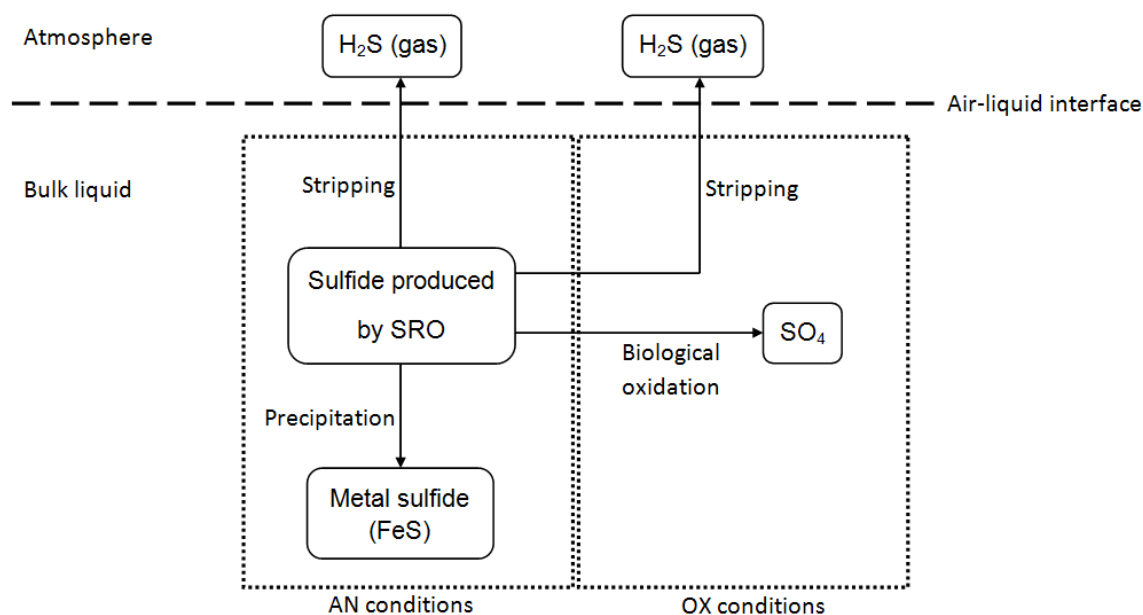 Atmosphere
H₂S (gas)
H₂S (gas)
Air-liquid interface
Bulk liquid
Stripping
Stripping
Sulfide produced
by SRO
SO₄
Biological
oxidation
Precipitation
Metal sulfide
(FeS)
AN conditions
OX conditions